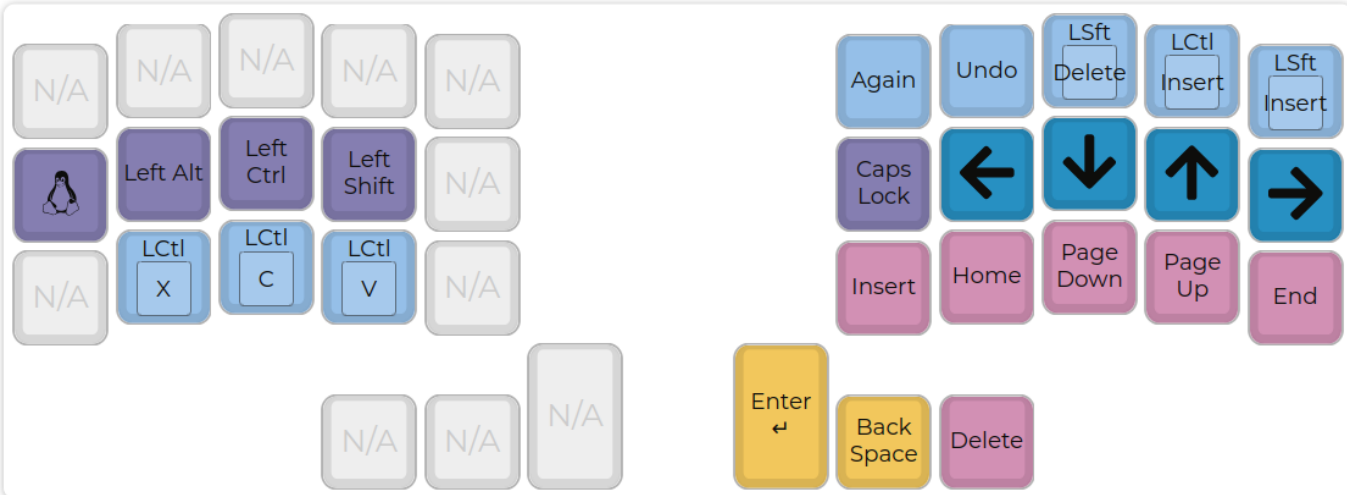 N/A
N/A
N/A
N/A
N/A
Again
Undo
LSft
Delete
LCtl
Insert
LSft
Insert
Left Alt
Left
Ctrl
Left
Shift
N/A
Caps
Lock
N/A
LCtl
X
LCtl
C
LCtl
V
N/A
Insert
Home
Page
Down
Page
Up
End
N/A
N/A
N/A
Enter
↵
Back
Space
Delete